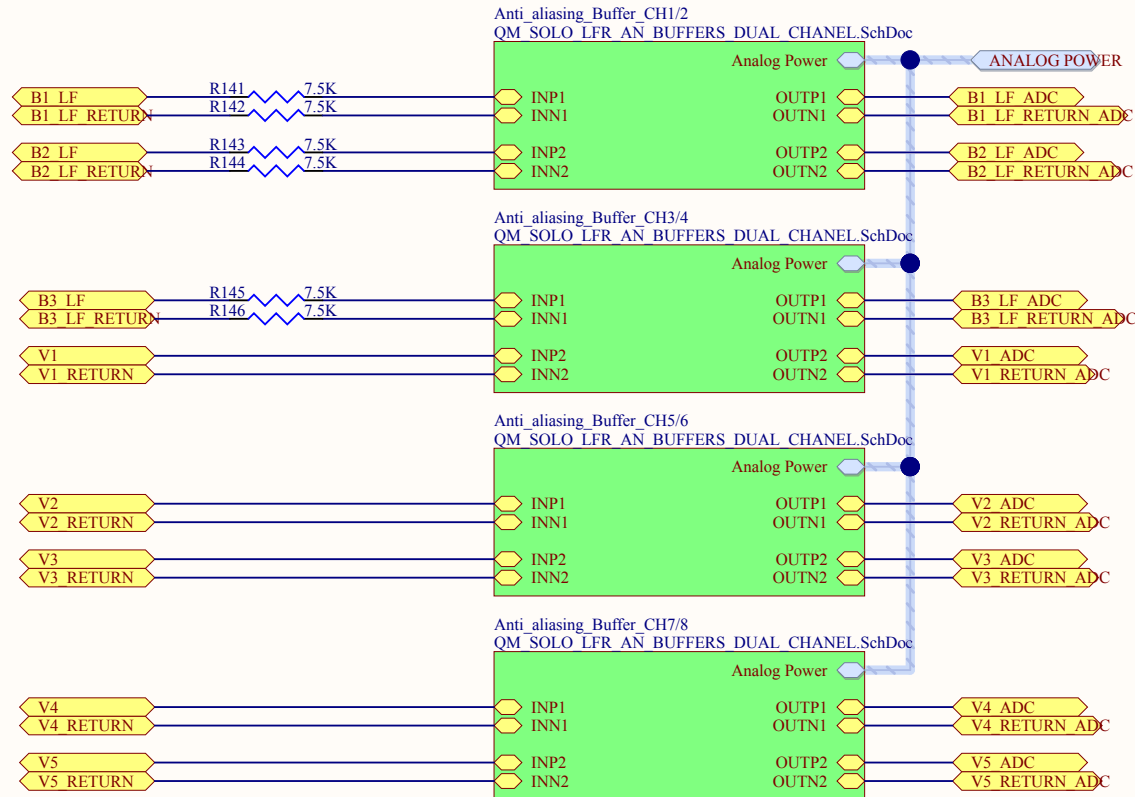 Anti_aliasing_Buffer_CH1/2
QM_SOLO_LFR_AN_BUFFERS_DUAL_CHANEL.SchDoc
Analog Power ANALOG POWER
B1_LF R141 7.5K INP1 OUTP1 B1_LF_ADC
B1_LF_RETURN R142 7.5K INN1 OUTN1 B1_LF_RETURN_ADC
B2_LF R143 7.5K INP2 OUTP2 B2_LF_ADC
B2_LF_RETURN R144 7.5K INN2 OUTN2 B2_LF_RETURN_ADC
Anti_aliasing_Buffer_CH3/4
QM_SOLO_LFR_AN_BUFFERS_DUAL_CHANEL.SchDoc
Analog Power
B3_LF R145 7.5K INP1 OUTP1 B3_LF_ADC
B3_LF_RETURN R146 7.5K INN1 OUTN1 B3_LF_RETURN_ADC
V1 INP2 OUTP2 V1_ADC
V1_RETURN INN2 OUTN2 V1_RETURN_ADC
Anti_aliasing_Buffer_CH5/6
QM_SOLO_LFR_AN_BUFFERS_DUAL_CHANEL.SchDoc
Analog Power
V2 INP1 OUTP1 V2_ADC
V2_RETURN INN1 OUTN1 V2_RETURN_ADC
V3 INP2 OUTP2 V3_ADC
V3_RETURN INN2 OUTN2 V3_RETURN_ADC
Anti_aliasing_Buffer_CH7/8
QM_SOLO_LFR_AN_BUFFERS_DUAL_CHANEL.SchDoc
Analog Power
V4 INP1 OUTP1 V4_ADC
V4_RETURN INN1 OUTN1 V4_RETURN_ADC
V5 INP2 OUTP2 V5_ADC
V5_RETURN INN2 OUTN2 V5_RETURN_ADC